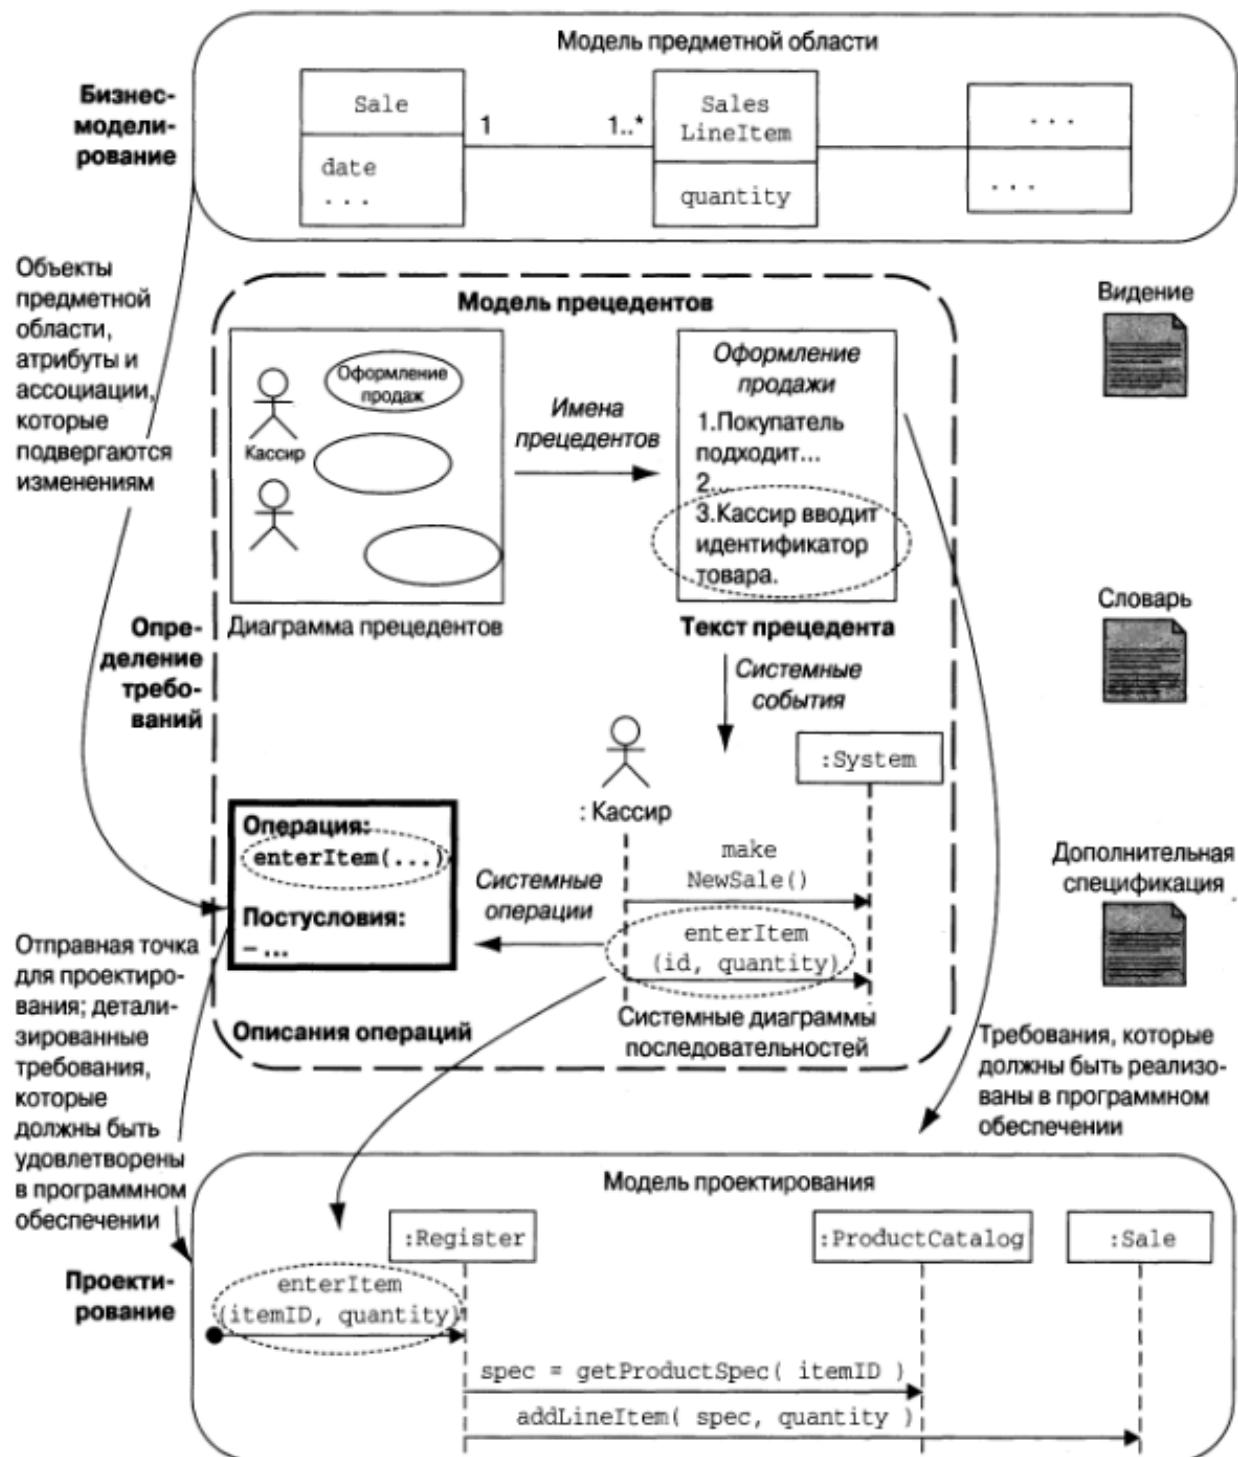 Модель предметной области
Бизнес-
модели-
рование
Sale
date
. . .
1
1..*
Sales
LineItem
quantity
. . .
. . .
Объекты
предметной
области,
атрибуты и
ассоциации,
которые
подвергаются
изменениям
Модель прецедентов
Оформление
продаж
Кассир
Диаграмма прецедентов
Имена
прецедентов
Оформление
продажи
1.Покупатель
подходит...
2...
3.Кассир вводит
идентификатор
товара.
Текст прецедента
Видение
Словарь
Дополнительная
спецификация
Опре-
деление
требо-
ваний
Системные
события
: Кассир
:System
make
NewSale()
enterItem
(id, quantity)
Системные диаграммы
последовательностей
Системные
операции
Операция:
enterItem(...)
Постусловия:
– ...
Описания операций
Отправная точка
для проектиро-
вания; детали-
зированные
требования,
которые
должны быть
удовлетворены
в программном
обеспечении
Требования, которые
должны быть реализо-
ваны в программном
обеспечении
Модель проектирования
Проекти-
рование
:Register
:ProductCatalog
:Sale
enterItem
(itemID, quantity)
spec = getProductSpec( itemID )
addLineItem( spec, quantity )